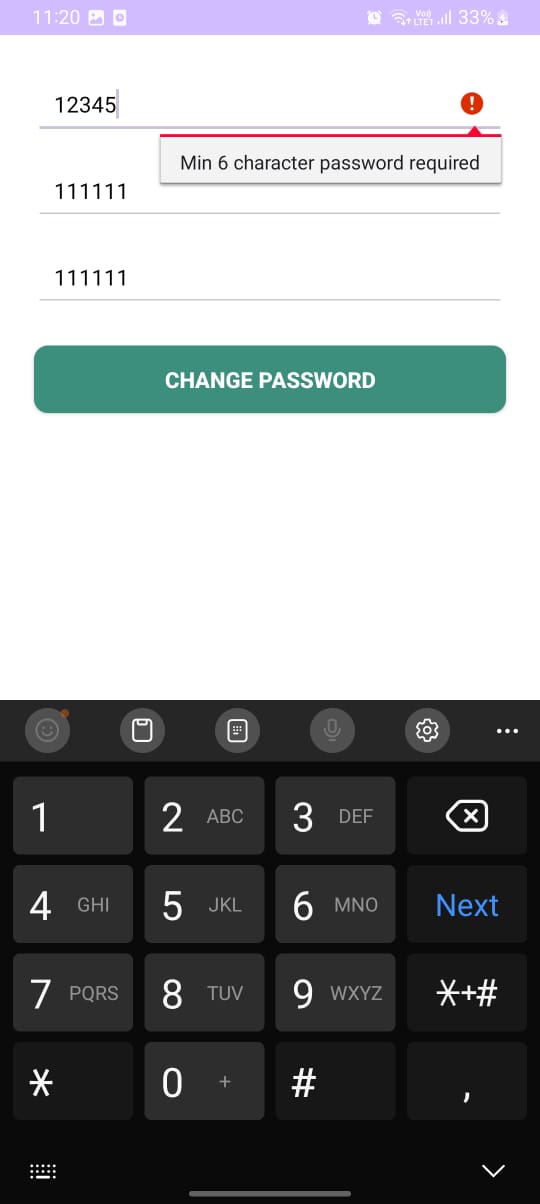 11:20 Vo)) LTE1 33%
12345
Min 6 character password required
111111
111111
CHANGE PASSWORD
1 2 ABC 3 DEF
4 GHI 5 JKL 6 MNO Next
7 PQRS 8 TUV 9 WXYZ *+#
* 0 + # ,